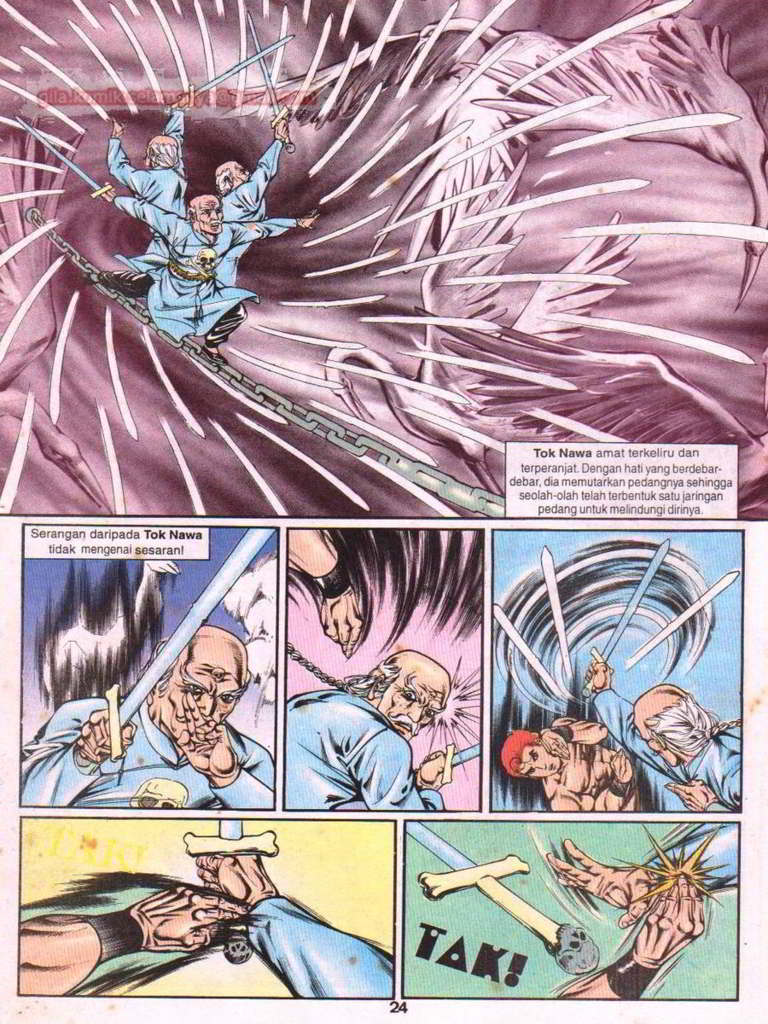 Tok Nawa amat terkeliru dan
terperanjat. Dengan hati yang berdebar-
debar, dia memutarkan pedangnya sehingga
seolah-olah telah terbentuk satu jaringan
pedang untuk melindungi dirinya.
Serangan daripada Tok Nawa
tidak mengenai sesaran!
TAK!
TAK!
24